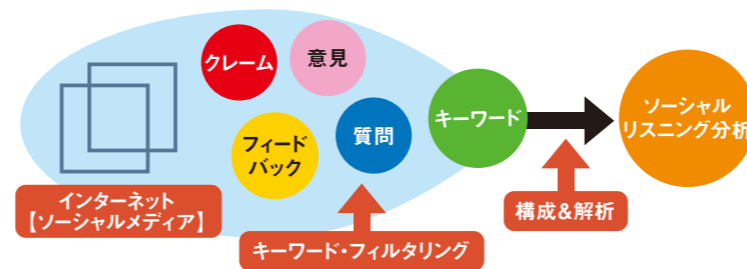 クレーム
意見
フィード
バック
質問
キーワード
ソーシャル
リスニング分析
インターネット
【ソーシャルメディア】
キーワード・フィルタリング
構成&解析